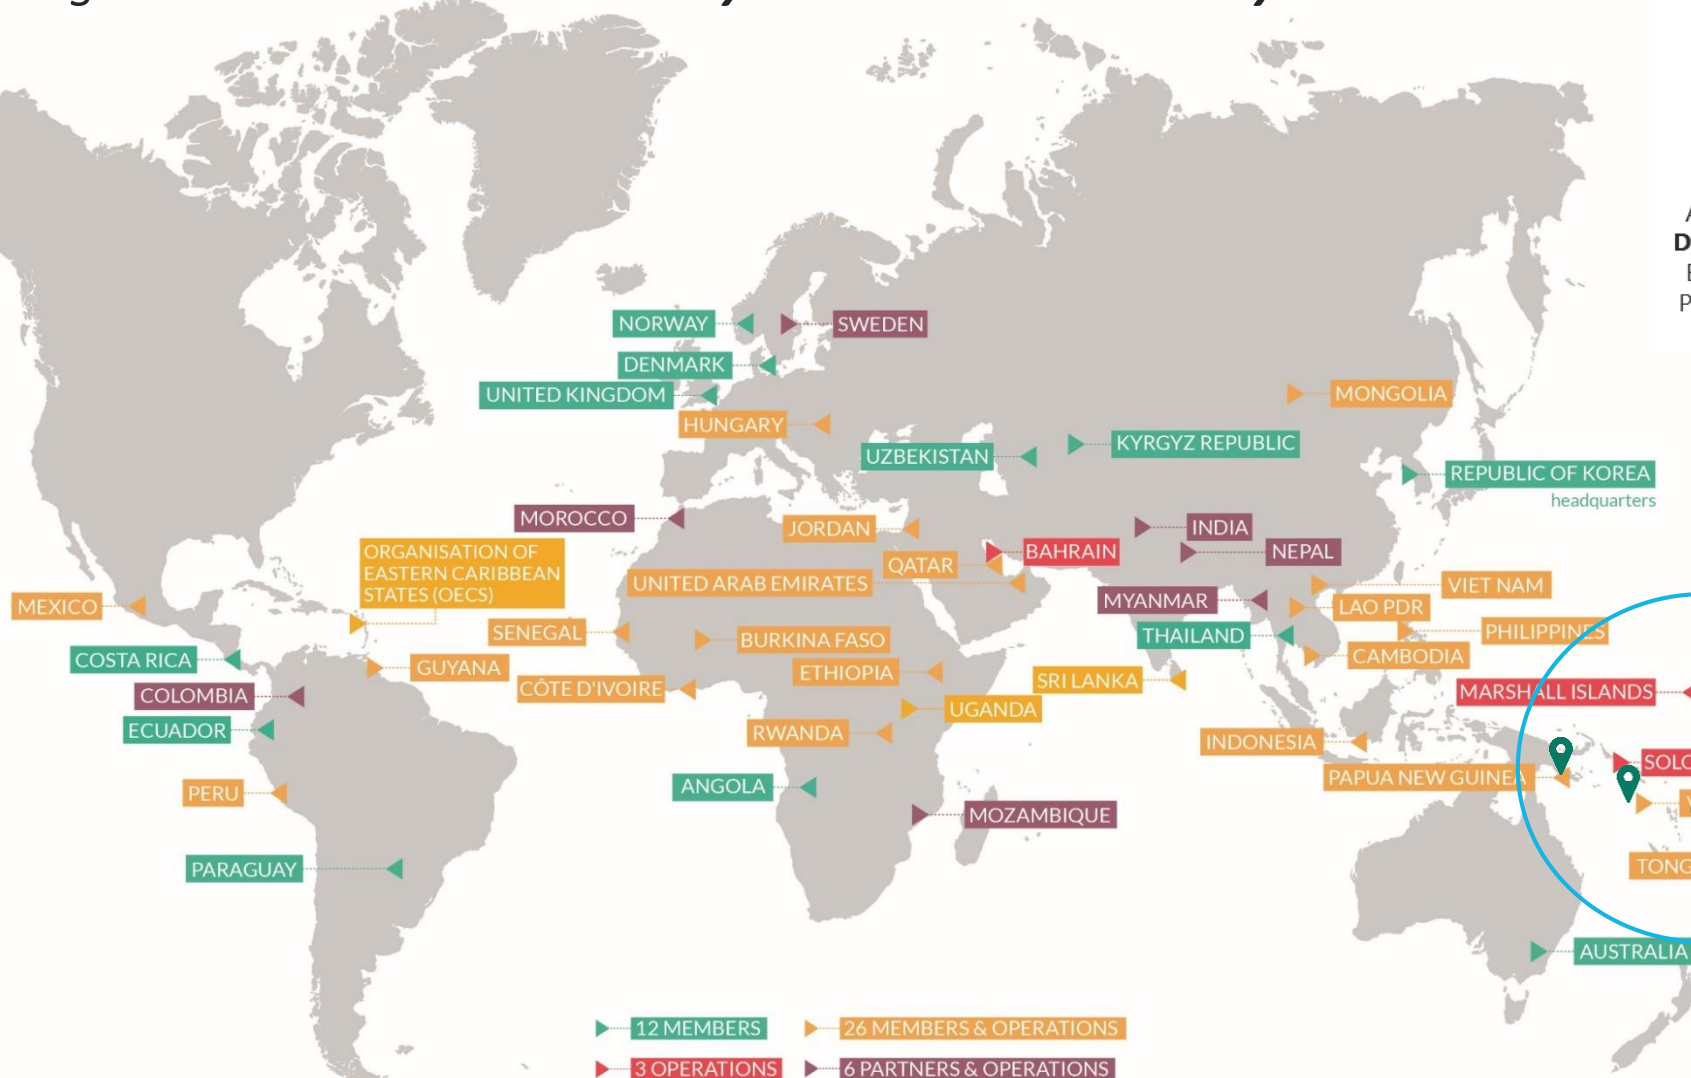 NORWAY
SWEDEN
DENMARK
UNITED KINGDOM
MONGOLIA
HUNGARY
KYRGYZ REPUBLIC
UZBEKISTAN
REPUBLIC OF KOREA
headquarters
MOROCCO
JORDAN
INDIA
BAHRAIN
NEPAL
ORGANISATION OF
EASTERN CARIBBEAN
STATES (OECS)
QATAR
UNITED ARAB EMIRATES
VIET NAM
MYANMAR
LAO PDR
MEXICO
SENEGAL
BURKINA FASO
THAILAND
PHILIPPINES
COSTA RICA
GUYANA
CAMBODIA
ETHIOPIA
SRI LANKA
CÔTE D'IVOIRE
MARSHALL ISLANDS
COLOMBIA
UGANDA
ECUADOR
RWANDA
INDONESIA
SOLO
PAPUA NEW GUINEA
PERU
ANGOLA
MOZAMBIQUE
PARAGUAY
TONG
AUSTRALIA
12 MEMBERS
26 MEMBERS & OPERATIONS
3 OPERATIONS
6 PARTNERS & OPERATIONS